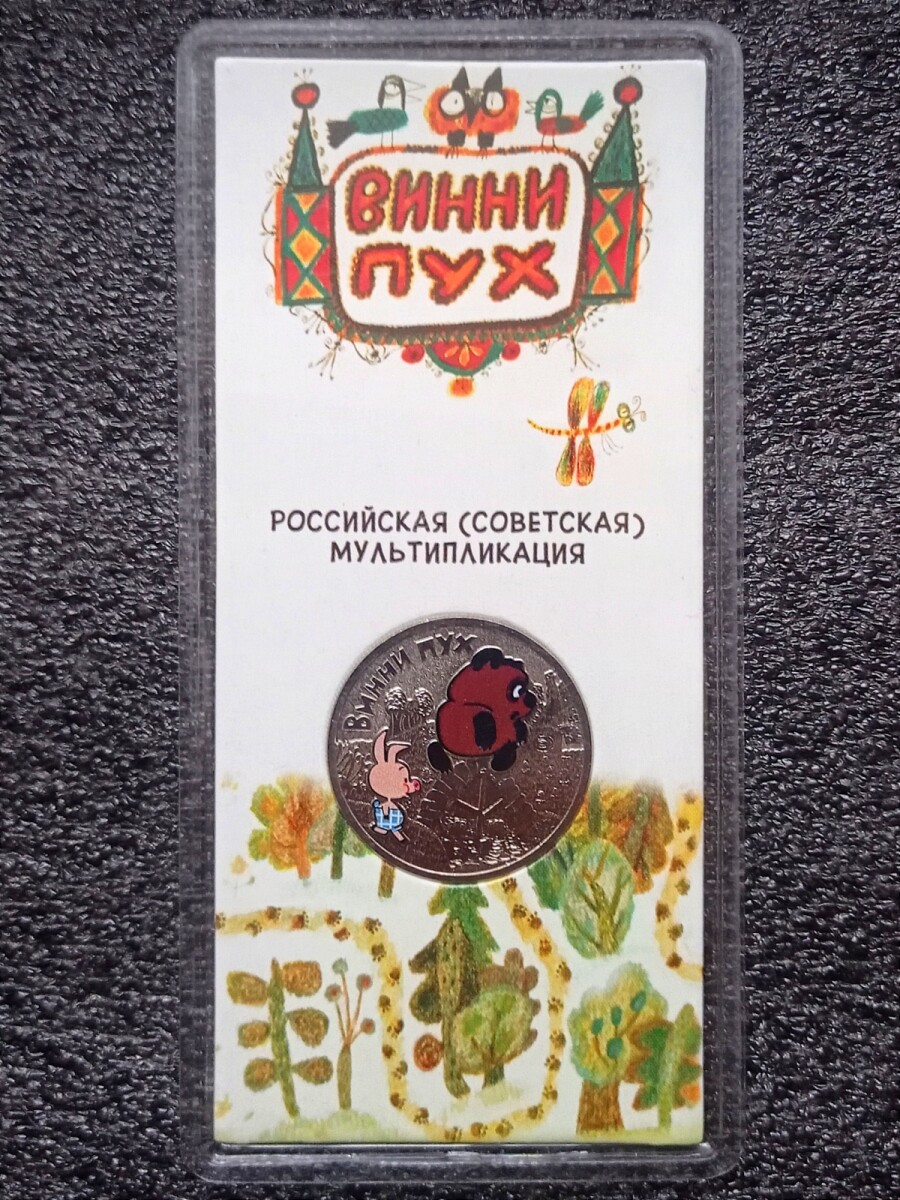 ВИННИ
ПУХ
РОССИЙСКАЯ (СОВЕТСКАЯ)
МУЛЬТИПЛИКАЦИЯ
ВИННИ ПУХ